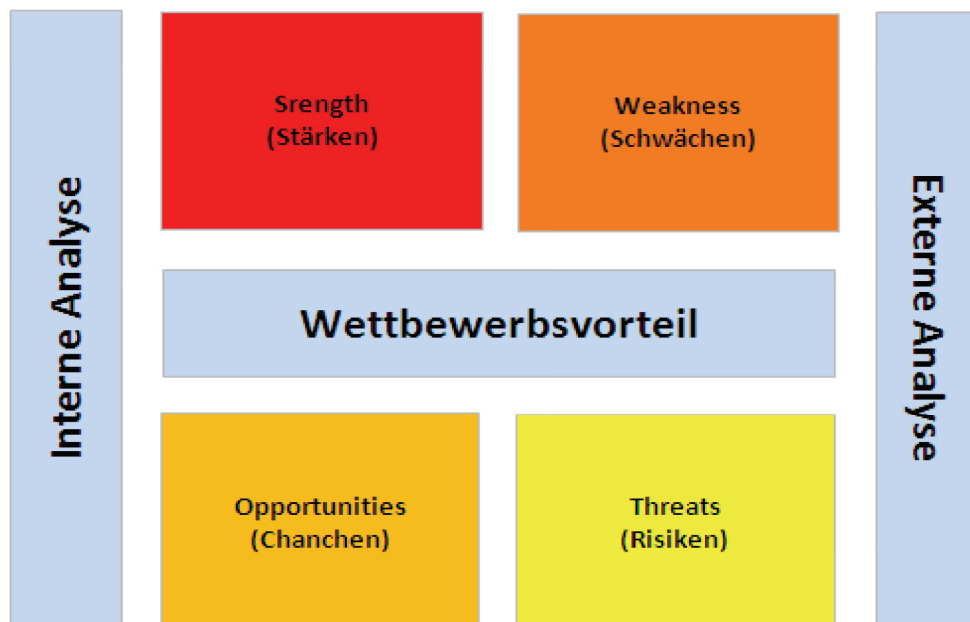 Interne Analyse
Srength
(Stärken)
Weakness
(Schwächen)
Wettbewerbsvorteil
Opportunities
(Chanchen)
Threats
(Risiken)
Externe Analyse